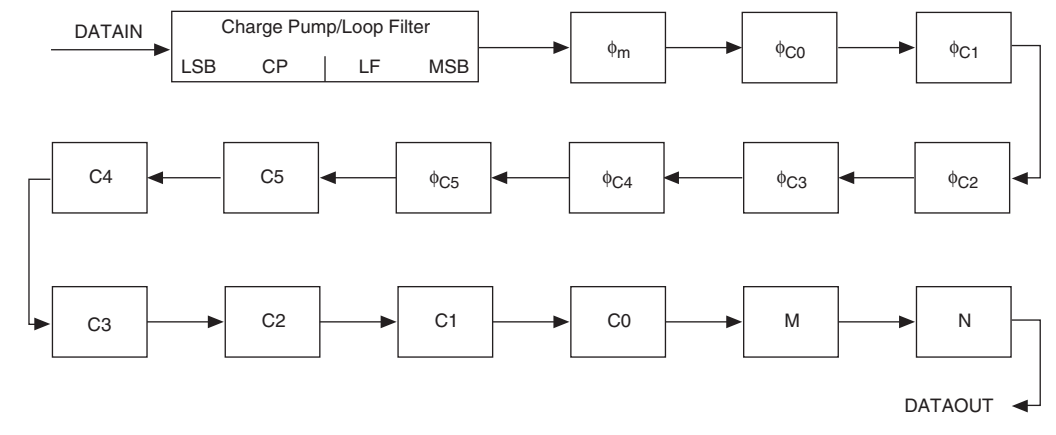 DATAIN
Charge Pump/Loop Filter
LSB CP LF MSB
ϕm
ϕC0
ϕC1
C4
C5
ϕC5
ϕC4
ϕC3
ϕC2
C3
C2
C1
C0
M
N
DATAOUT